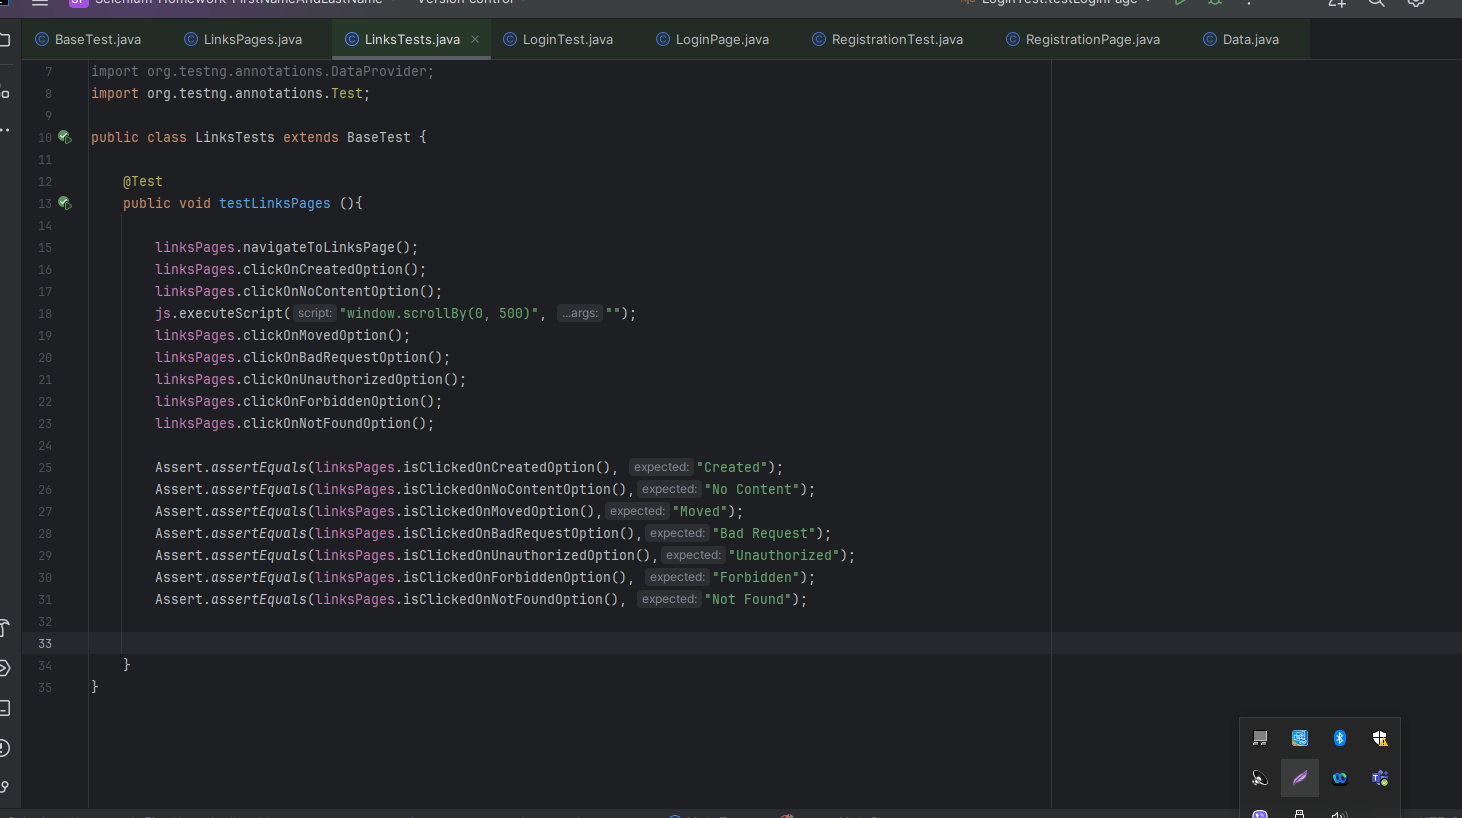 Selenium-Homework-FirstNameAndLastName Version control LoginTest.testLoginPage
BaseTest.java LinksPages.java LinksTests.java LoginTest.java LoginPage.java RegistrationTest.java RegistrationPage.java Data.java
7 import org.testng.annotations.DataProvider;
8 import org.testng.annotations.Test;
9
10 public class LinksTests extends BaseTest {
11
12 @Test
13 public void testLinksPages (){
14
15 linksPages.navigateToLinksPage();
16 linksPages.clickOnCreatedOption();
17 linksPages.clickOnNoContentOption();
18 js.executeScript( script: "window.scrollBy(0, 500)", ...args: "");
19 linksPages.clickOnMovedOption();
20 linksPages.clickOnBadRequestOption();
21 linksPages.clickOnUnauthorizedOption();
22 linksPages.clickOnForbiddenOption();
23 linksPages.clickOnNotFoundOption();
24
25 Assert.assertEquals(linksPages.isClickedOnCreatedOption(), expected: "Created");
26 Assert.assertEquals(linksPages.isClickedOnNoContentOption(), expected: "No Content");
27 Assert.assertEquals(linksPages.isClickedOnMovedOption(), expected: "Moved");
28 Assert.assertEquals(linksPages.isClickedOnBadRequestOption(), expected: "Bad Request");
29 Assert.assertEquals(linksPages.isClickedOnUnauthorizedOption(), expected: "Unauthorized");
30 Assert.assertEquals(linksPages.isClickedOnForbiddenOption(), expected: "Forbidden");
31 Assert.assertEquals(linksPages.isClickedOnNotFoundOption(), expected: "Not Found");
32
33
34 }
35 }